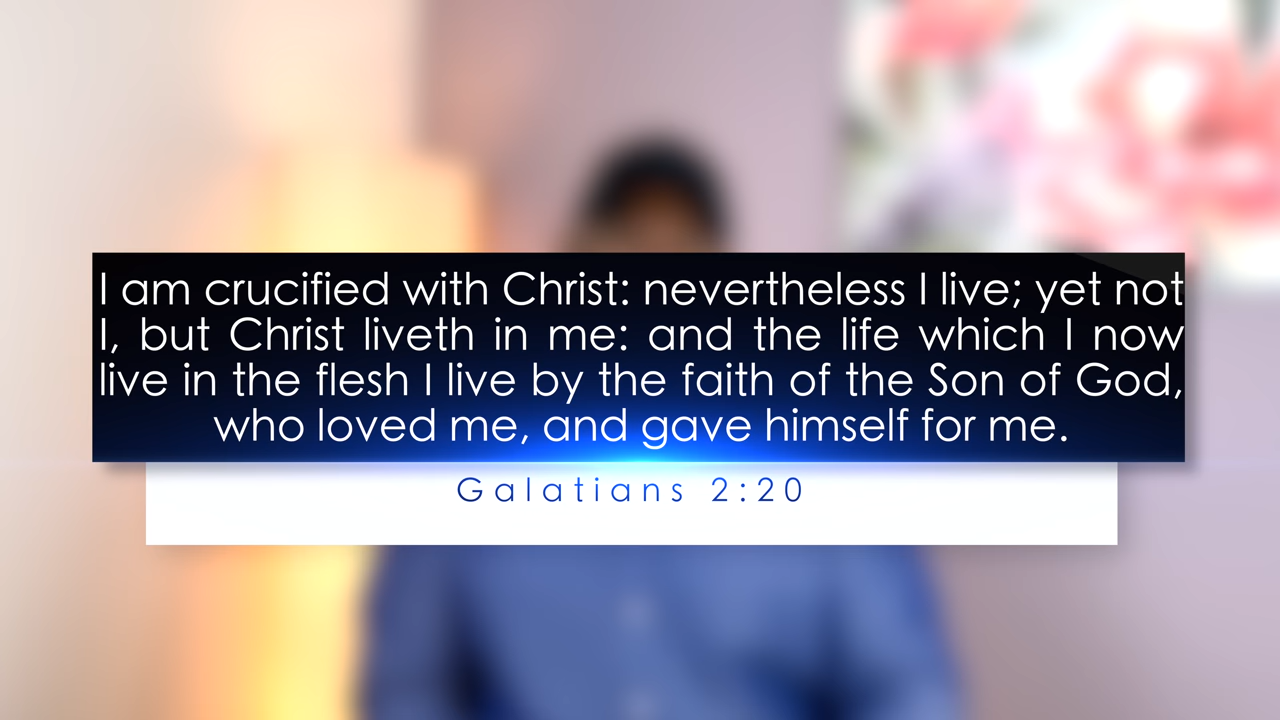 I am crucified with Christ: nevertheless I live; yet not
I, but Christ liveth in me: and the life which I now
live in the flesh I live by the faith of the Son of God,
who loved me, and gave himself for me.
Galatians 2:20